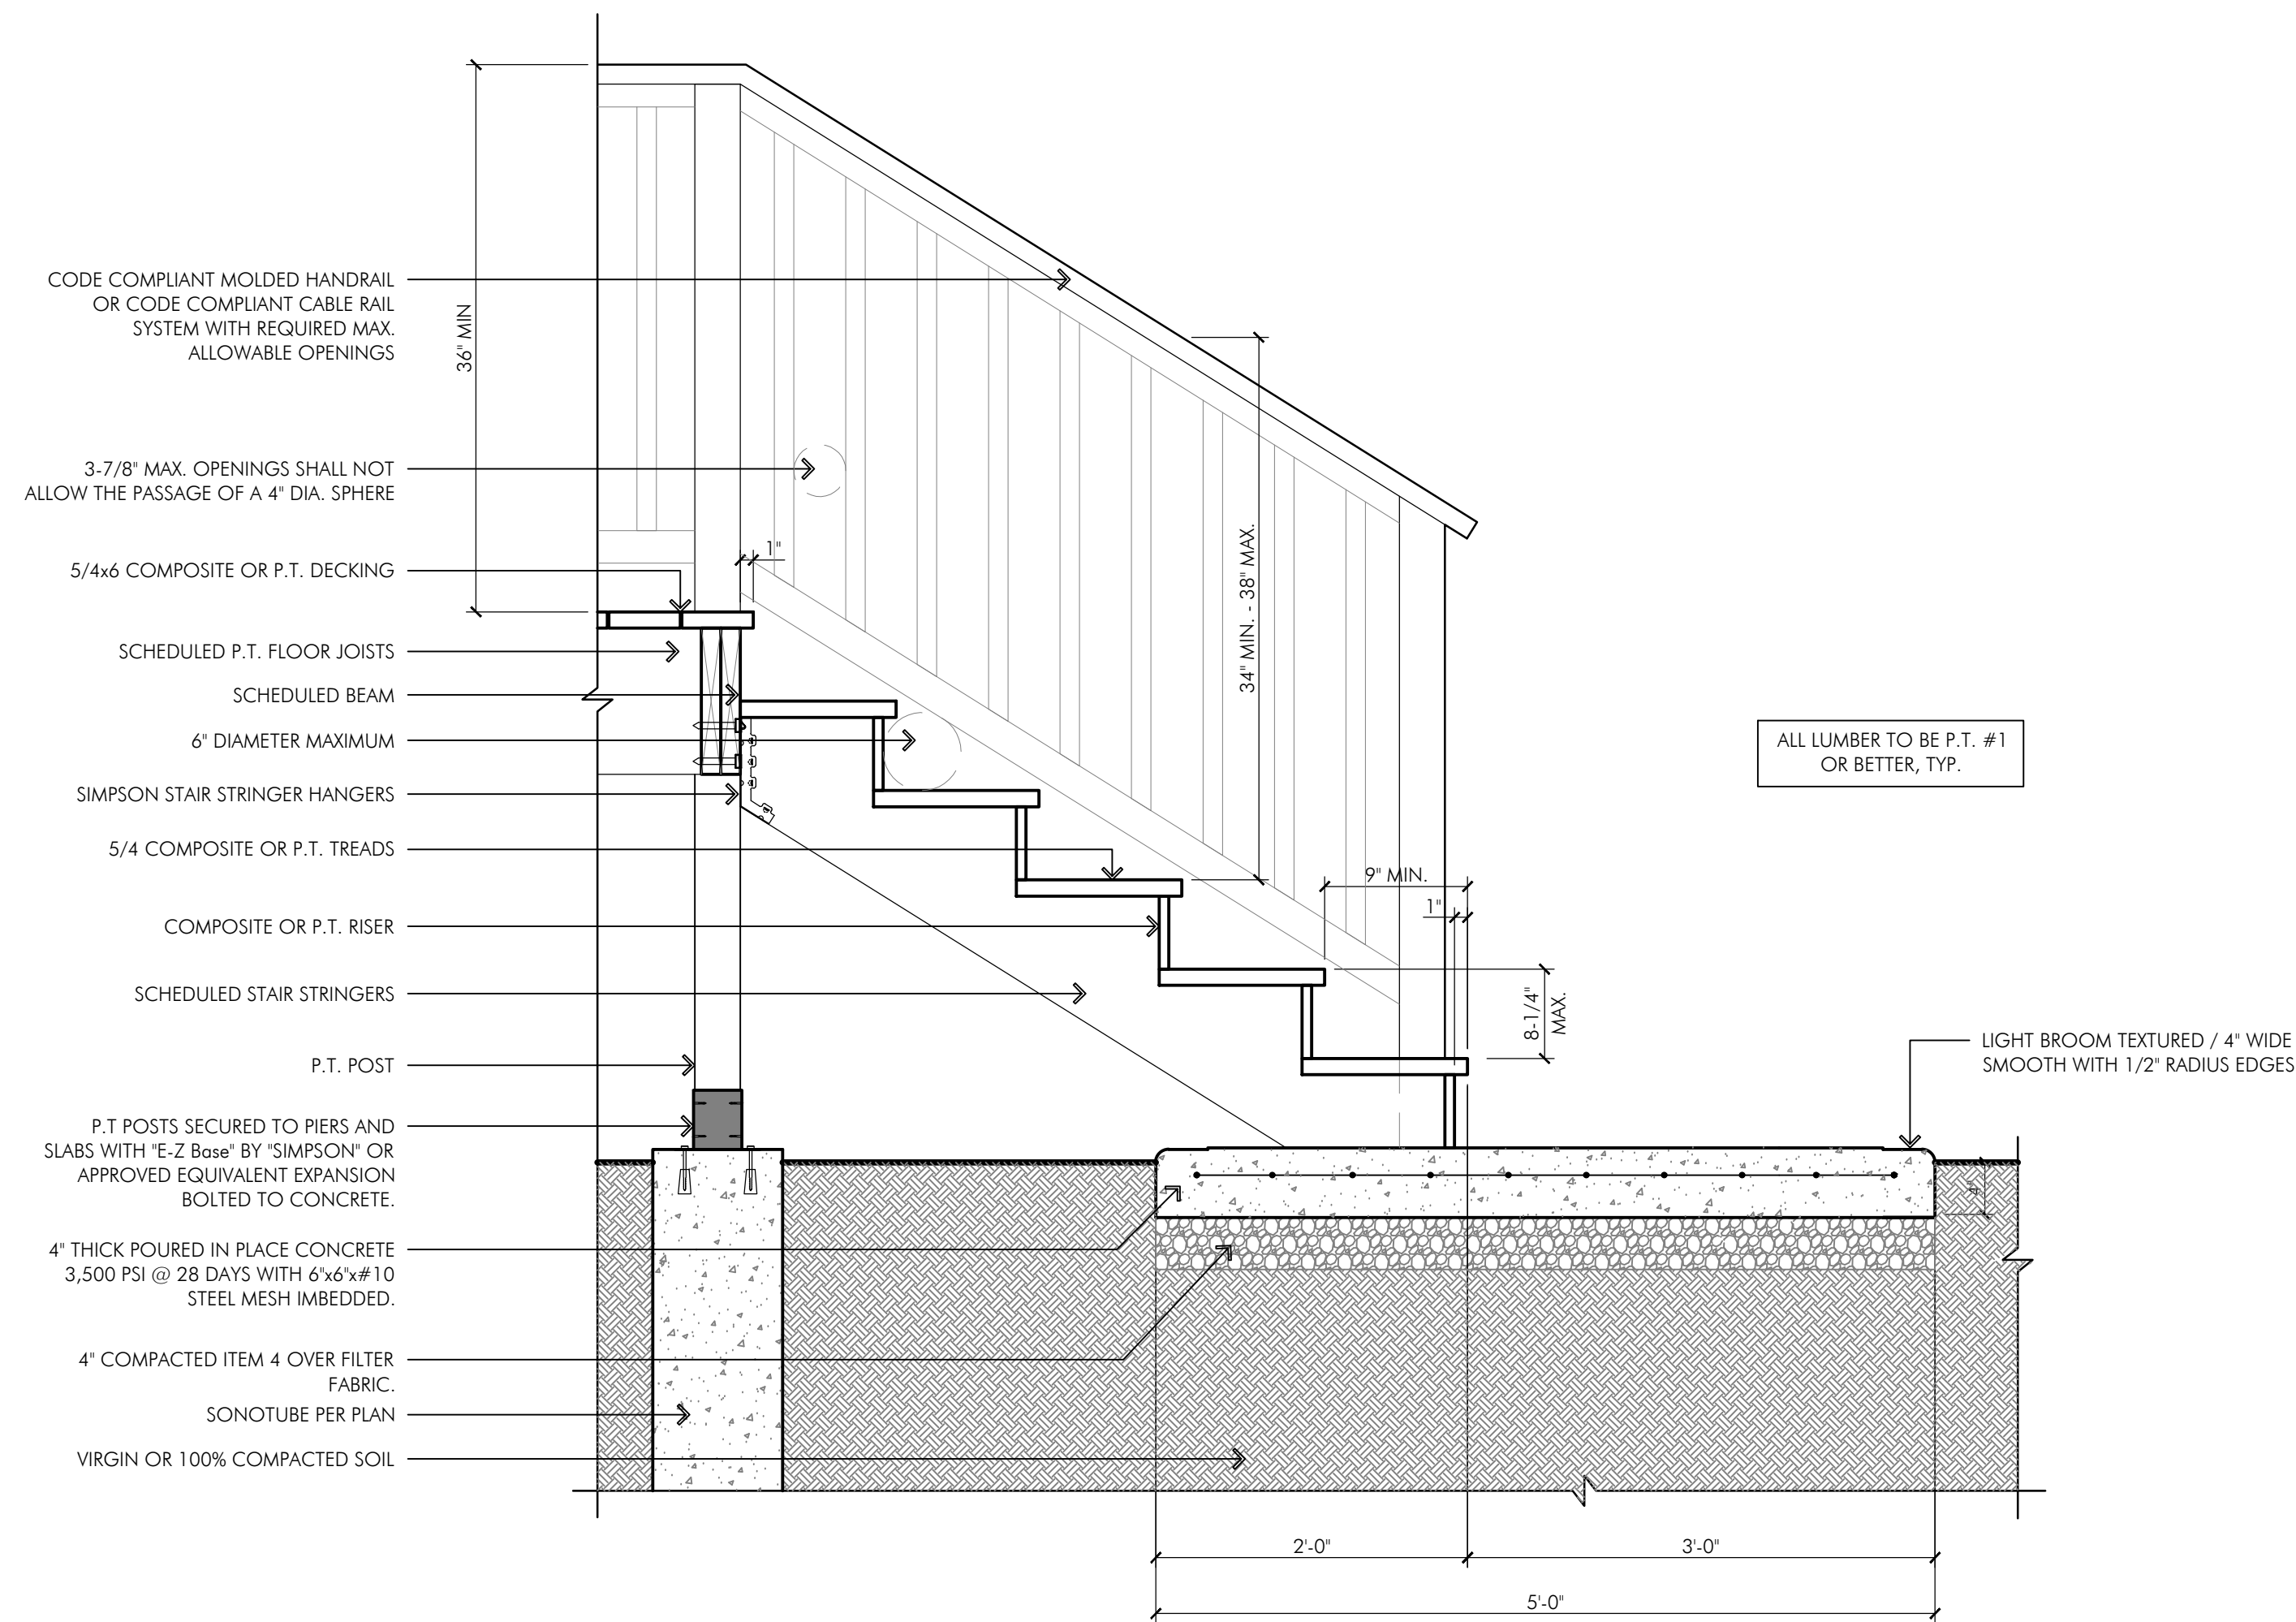 CODE COMPLIANT MOLDED HANDRAIL
OR CODE COMPLIANT CABLE RAIL
SYSTEM WITH REQUIRED MAX.
ALLOWABLE OPENINGS
36" MIN
3-7/8" MAX. OPENINGS SHALL NOT
ALLOW THE PASSAGE OF A 4" DIA. SPHERE
1"
5/4x6 COMPOSITE OR P.T. DECKING
34" MIN. - 38" MAX.
SCHEDULED P.T. FLOOR JOISTS
SCHEDULED BEAM
6" DIAMETER MAXIMUM
ALL LUMBER TO BE P.T. #1
OR BETTER, TYP.
SIMPSON STAIR STRINGER HANGERS
5/4 COMPOSITE OR P.T. TREADS
9" MIN.
1"
COMPOSITE OR P.T. RISER
SCHEDULED STAIR STRINGERS
8-1/4"
MAX.
LIGHT BROOM TEXTURED / 4" WIDE
SMOOTH WITH 1/2" RADIUS EDGES
P.T. POST
P.T POSTS SECURED TO PIERS AND
SLABS WITH "E-Z Base" BY "SIMPSON" OR
APPROVED EQUIVALENT EXPANSION
BOLTED TO CONCRETE.
4"
4" THICK POURED IN PLACE CONCRETE
3,500 PSI @ 28 DAYS WITH 6"x6"x#10
STEEL MESH IMBEDDED.
4" COMPACTED ITEM 4 OVER FILTER
FABRIC.
SONOTUBE PER PLAN
VIRGIN OR 100% COMPACTED SOIL
2'-0"
3'-0"
5'-0"